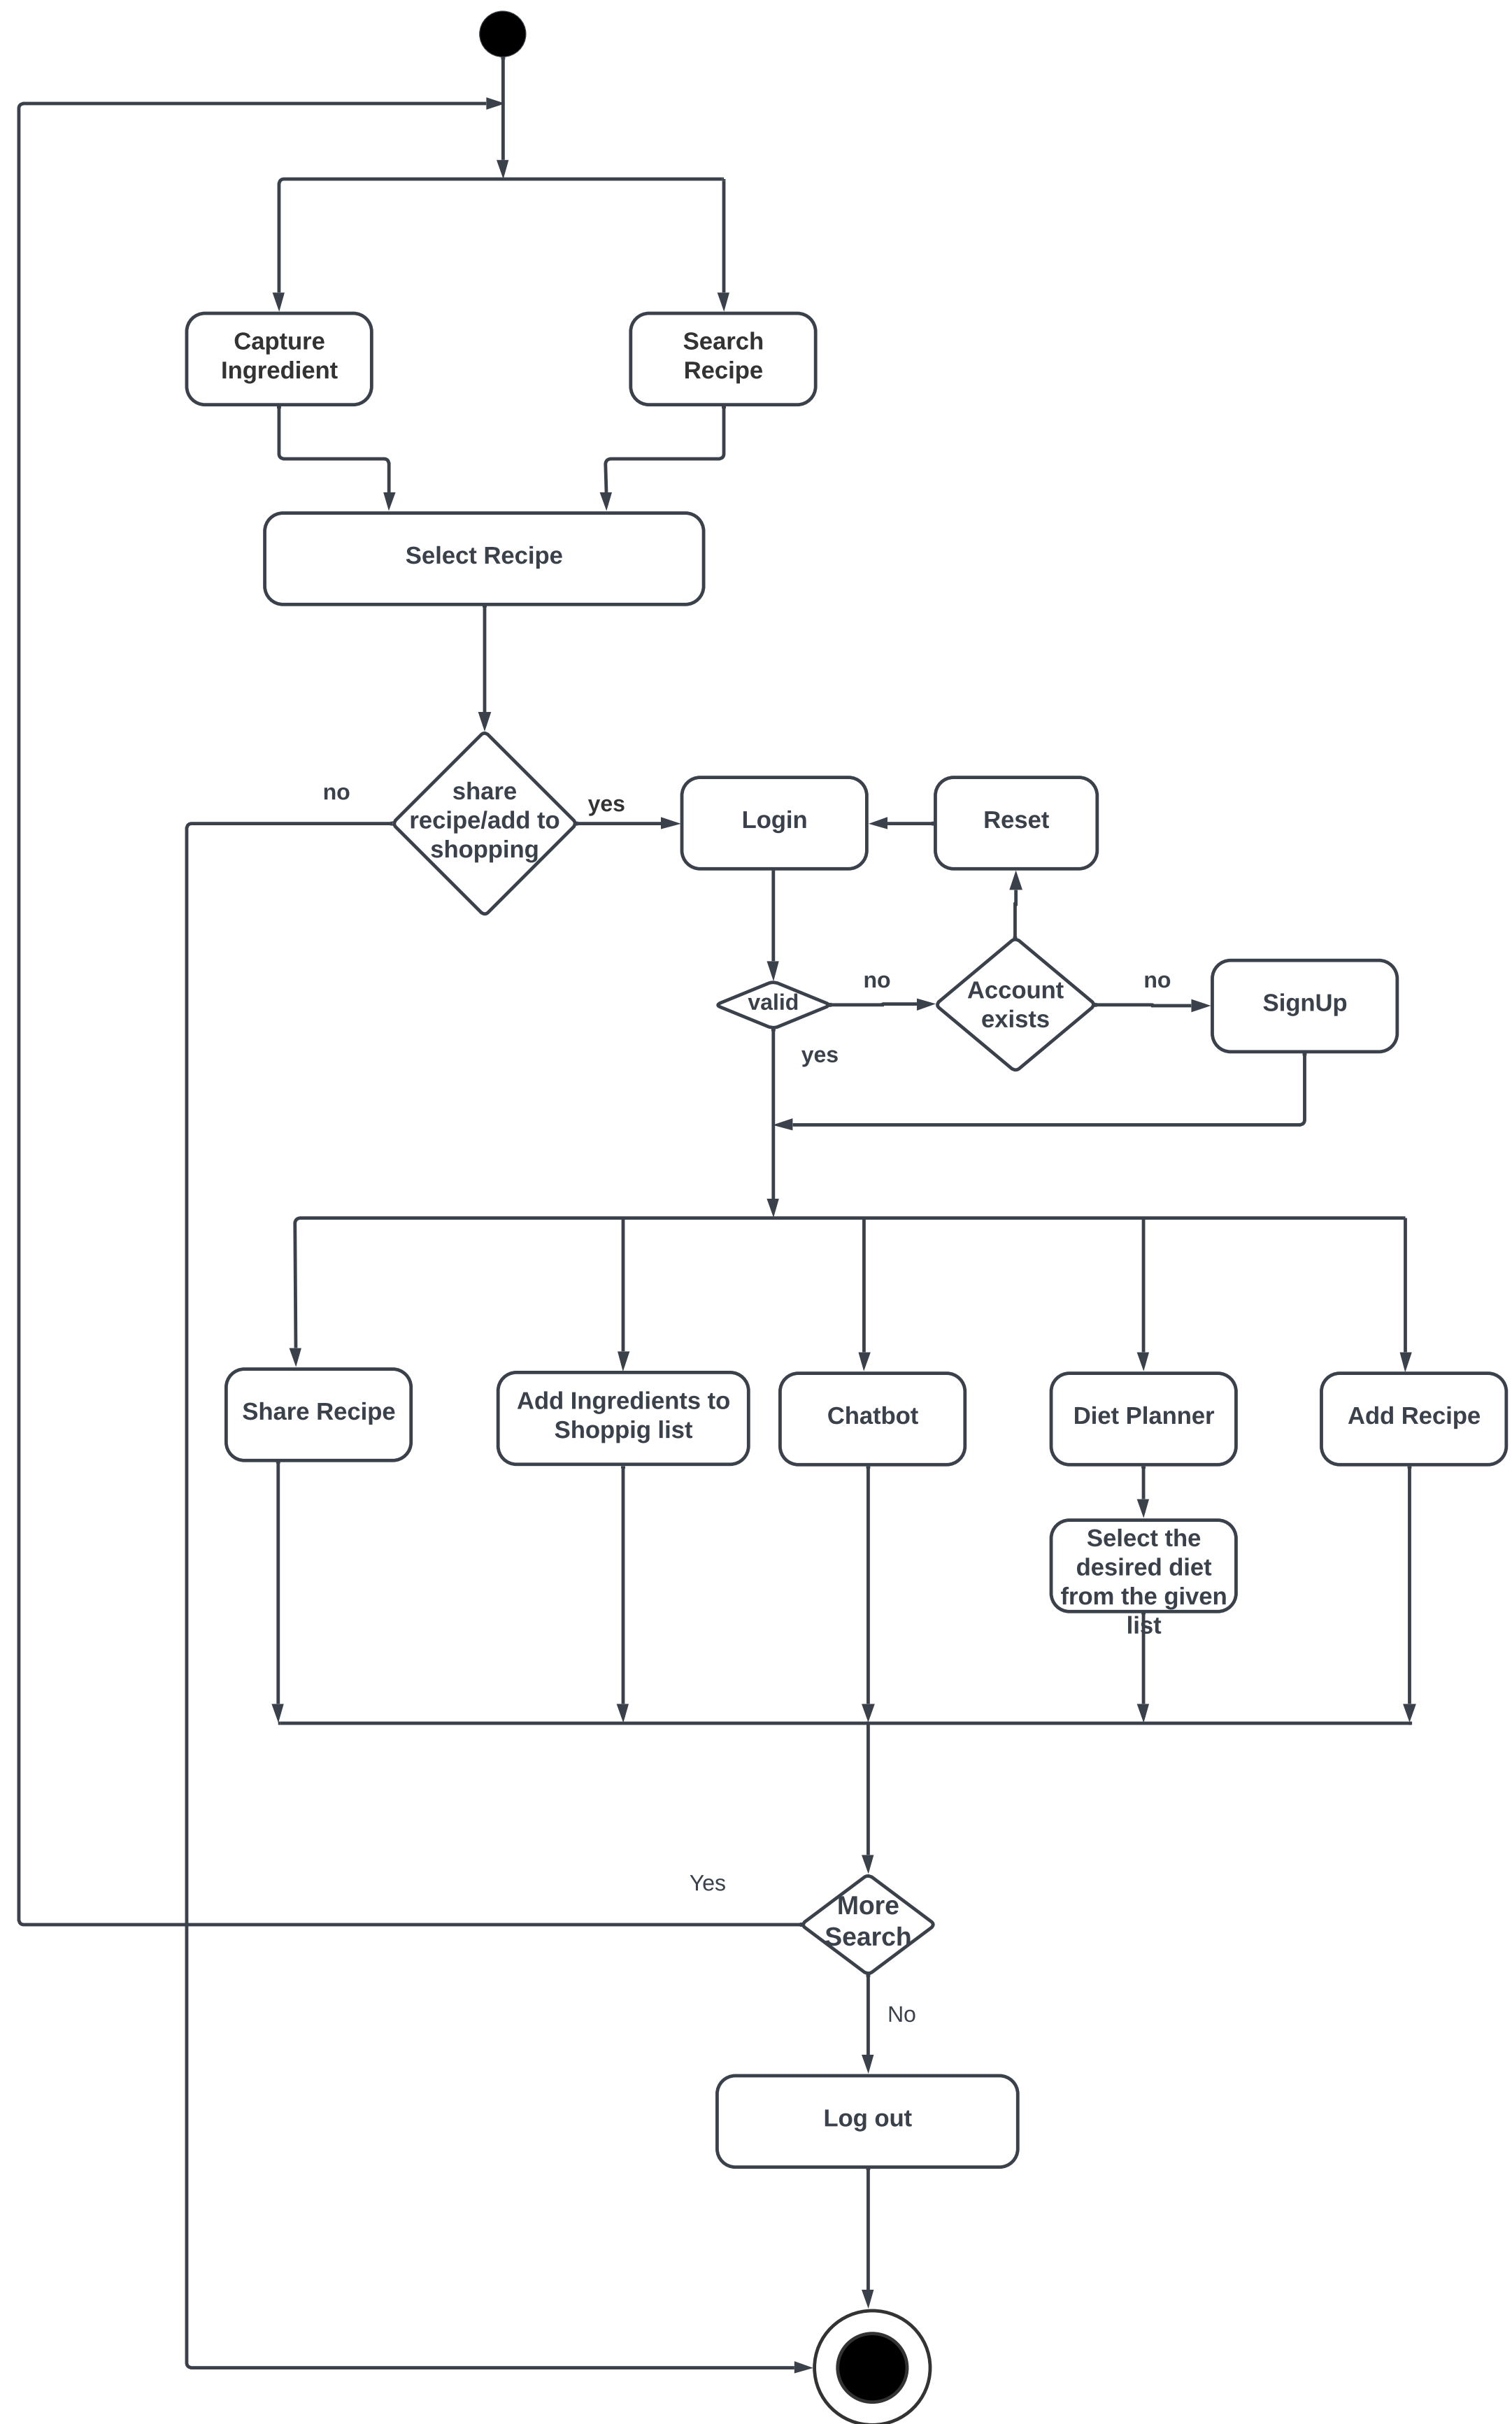 Capture
Ingredient
Search
Recipe
Select Recipe
no
share
recipe/add to
shopping
yes
Login
Reset
valid
no
Account
exists
no
SignUp
yes
Share Recipe
Add Ingredients to
Shoppig list
Chatbot
Diet Planner
Add Recipe
Select the
desired diet
from the given
list
Yes
More
Search
No
Log out